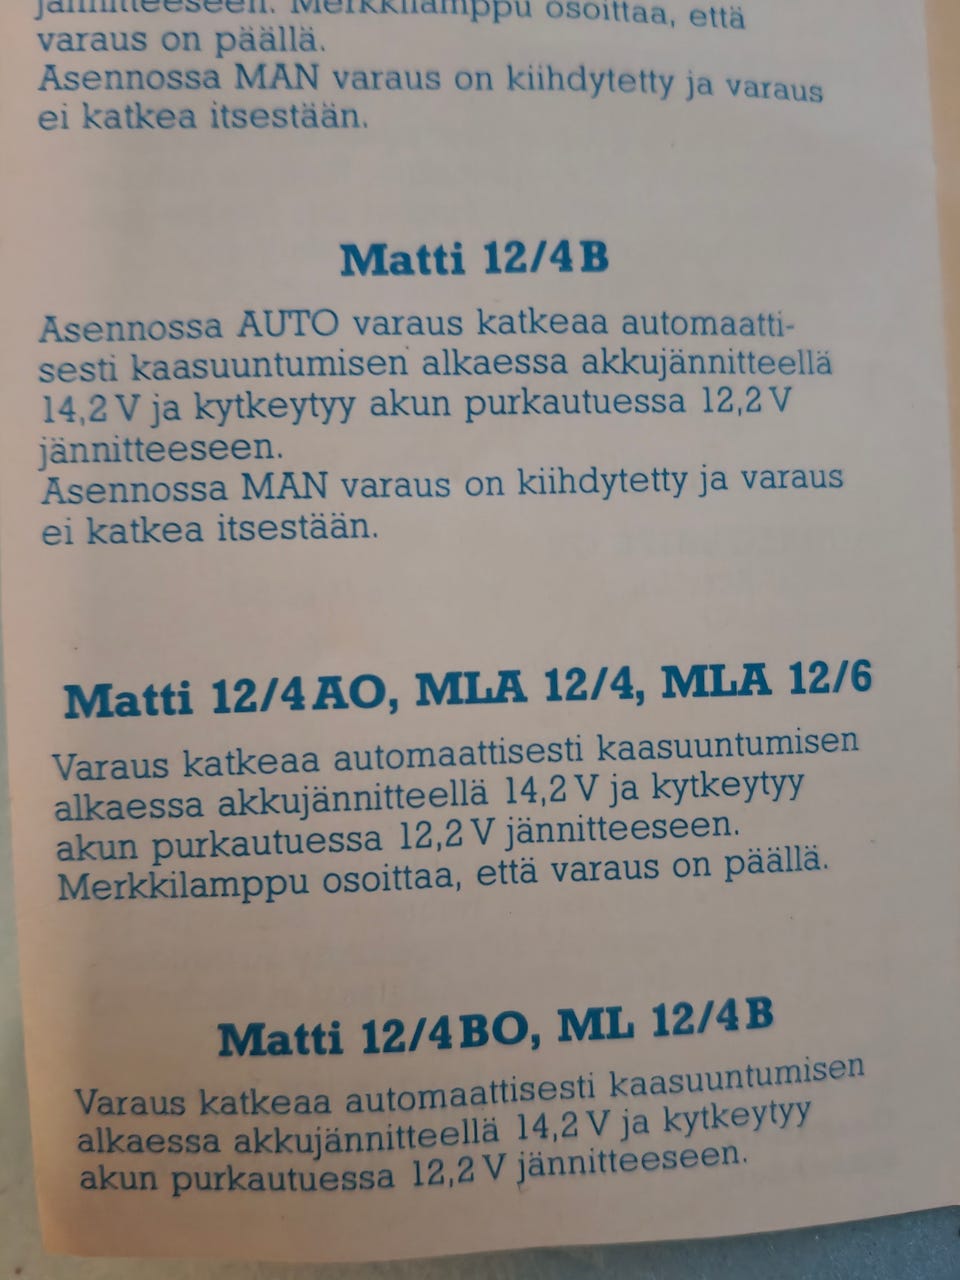 jännitteeseen. Merkkilamppu osoittaa, että
varaus on päällä.
Asennossa MAN varaus on kiihdytetty ja varaus
ei katkea itsestään.
Matti 12/4B
Asennossa AUTO varaus katkeaa automaatti-
sesti kaasuuntumisen alkaessa akkujännitteellä
14,2 V ja kytkeytyy akun purkautuessa 12,2 V
jännitteeseen.
Asennossa MAN varaus on kiihdytetty ja varaus
ei katkea itsestään.
Matti 12/4AO, MLA 12/4, MLA 12/6
Varaus katkeaa automaattisesti kaasuuntumisen
alkaessa akkujännitteellä 14,2 V ja kytkeytyy
akun purkautuessa 12,2 V jännitteeseen.
Merkkilamppu osoittaa, että varaus on päällä.
Matti 12/4BO, ML 12/4B
Varaus katkeaa automaattisesti kaasuuntumisen
alkaessa akkujännitteellä 14,2 V ja kytkeytyy
akun purkautuessa 12,2 V jännitteeseen.